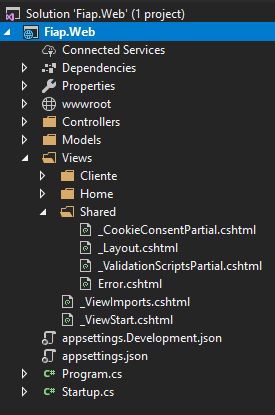 Solution 'Fiap.Web' (1 project)
Fiap.Web
Connected Services
Dependencies
Properties
wwwroot
Controllers
Models
Views
Cliente
Home
Shared
_CookieConsentPartial.cshtml
_Layout.cshtml
_ValidationScriptsPartial.cshtml
Error.cshtml
_ViewImports.cshtml
_ViewStart.cshtml
appsettings.Development.json
appsettings.json
C# Program.cs
C# Startup.cs